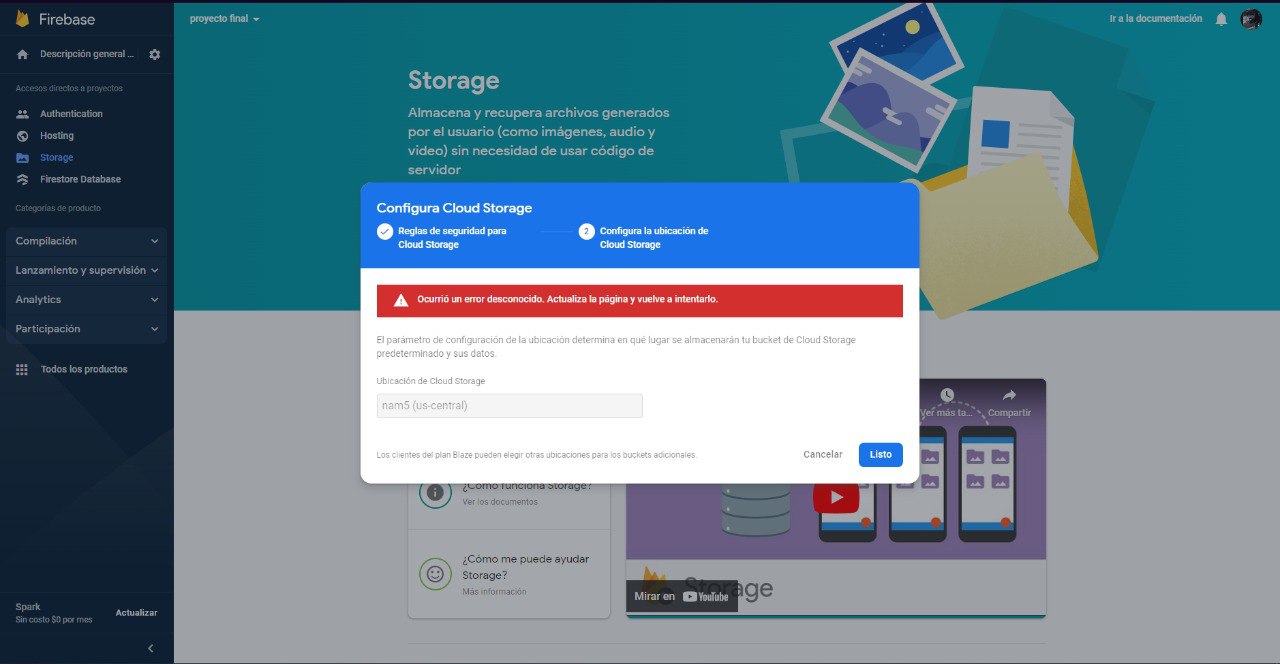 Firebase
proyecto final
Ir a la documentación
Descripción general ...
Accesos directos a proyectos
Authentication
Hosting
Storage
Firestore Database
Categorías de producto
Compilación
Lanzamiento y supervisión
Analytics
Participación
Todos los productos
Spark
Sin costo $0 por mes
Actualizar
Storage
Almacena y recupera archivos generados
por el usuario (como imágenes, audio y
video) sin necesidad de usar código de
servidor
Configura Cloud Storage
Reglas de seguridad para
Cloud Storage
2
Configura la ubicación de
Cloud Storage
Ocurrió un error desconocido. Actualiza la página y vuelve a intentarlo.
El parámetro de configuración de la ubicación determina en qué lugar se almacenarán tu bucket de Cloud Storage
predeterminado y sus datos.
Ubicación de Cloud Storage
nam5 (us-central)
Los clientes del plan Blaze pueden elegir otras ubicaciones para los buckets adicionales.
Cancelar
Listo
Ver más ta...
Compartir
¿Cómo funciona Storage?
Ver los documentos
¿Cómo me puede ayudar
Storage?
Más información
Storage
Mirar en YouTube